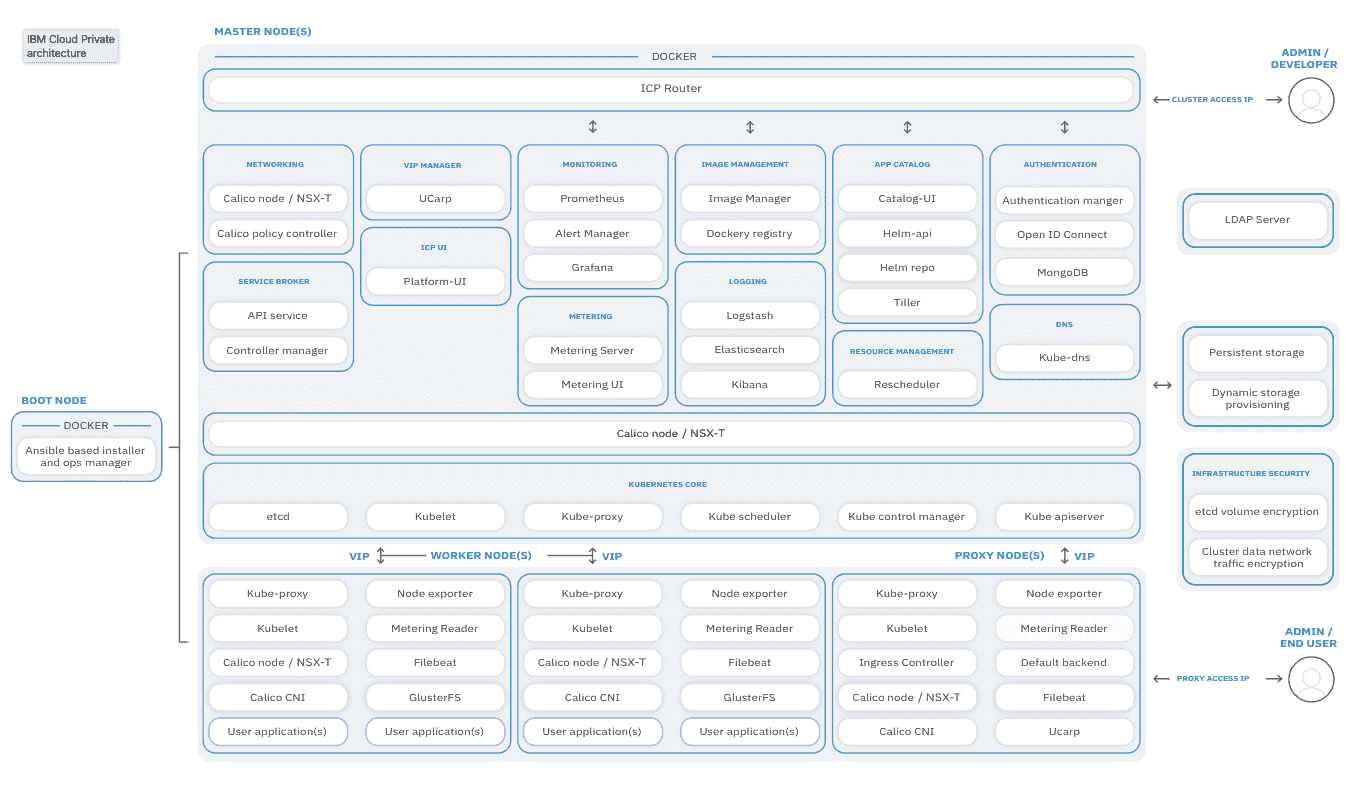 IBM Cloud Private
architecture
MASTER NODE(S)
DOCKER
ICP Router
ADMIN /
DEVELOPER
CLUSTER ACCESS IP
NETWORKING
Calico node / NSX-T
Calico policy controller
VIP MANAGER
UCarp
MONITORING
Prometheus
Alert Manager
Grafana
IMAGE MANAGEMENT
Image Manager
Dockery registry
APP CATALOG
Catalog-UI
Helm-api
Helm repo
Tiller
AUTHENTICATION
Authentication manger
Open ID Connect
MongoDB
LDAP Server
SERVICE BROKER
API service
Controller manager
ICP UI
Platform-UI
METERING
Metering Server
Metering UI
LOGGING
Logstash
Elasticsearch
Kibana
RESOURCE MANAGEMENT
Rescheduler
DNS
Kube-dns
Persistent storage
Dynamic storage
provisioning
BOOT NODE
DOCKER
Ansible based installer
and ops manager
Calico node / NSX-T
KUBERNETES CORE
etcd
Kubelet
Kube-proxy
Kube scheduler
Kube control manager
Kube apiserver
INFRASTRUCTURE SECURITY
etcd volume encryption
Cluster data network
traffic encryption
VIP
WORKER NODE(S)
VIP
PROXY NODE(S)
VIP
Kube-proxy
Kubelet
Calico node / NSX-T
Calico CNI
User application(s)
Node exporter
Metering Reader
Filebeat
GlusterFS
User application(s)
Kube-proxy
Kubelet
Calico node / NSX-T
Calico CNI
User application(s)
Node exporter
Metering Reader
Filebeat
GlusterFS
User application(s)
Kube-proxy
Kubelet
Ingress Controller
Calico node / NSX-T
Calico CNI
Node exporter
Metering Reader
Default backend
Filebeat
Ucarp
ADMIN /
END USER
PROXY ACCESS IP